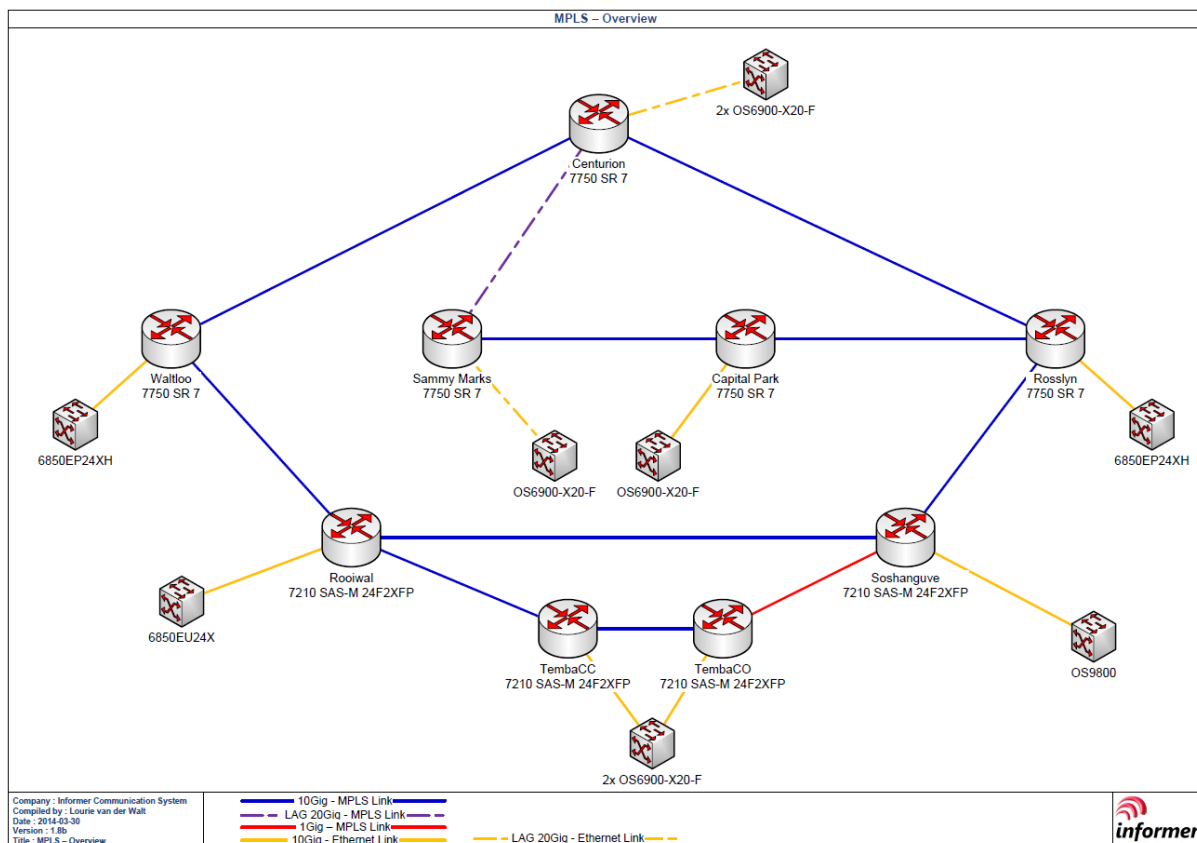 MPLS – Overview
2x OS6900-X20-F
Centurion
7750 SR 7
Waltloo
7750 SR 7
Sammy Marks
7750 SR 7
Capital Park
7750 SR 7
Rosslyn
7750 SR 7
6850EP24XH
OS6900-X20-F
OS6900-X20-F
6850EP24XH
Rooiwal
7210 SAS-M 24F2XFP
Soshanguve
7210 SAS-M 24F2XFP
6850EU24X
TembaCC
7210 SAS-M 24F2XFP
TembaCO
7210 SAS-M 24F2XFP
OS9800
2x OS6900-X20-F
Company : Informer Communication System
Compiled by : Lourie van der Walt
Date : 2014-03-30
Version : 1.8b
Title : MPLS – Overview
10Gig - MPLS Link
LAG 20Gig - MPLS Link
1Gig – MPLS Link
10Gig - Ethernet Link
LAG 20Gig - Ethernet Link
informer